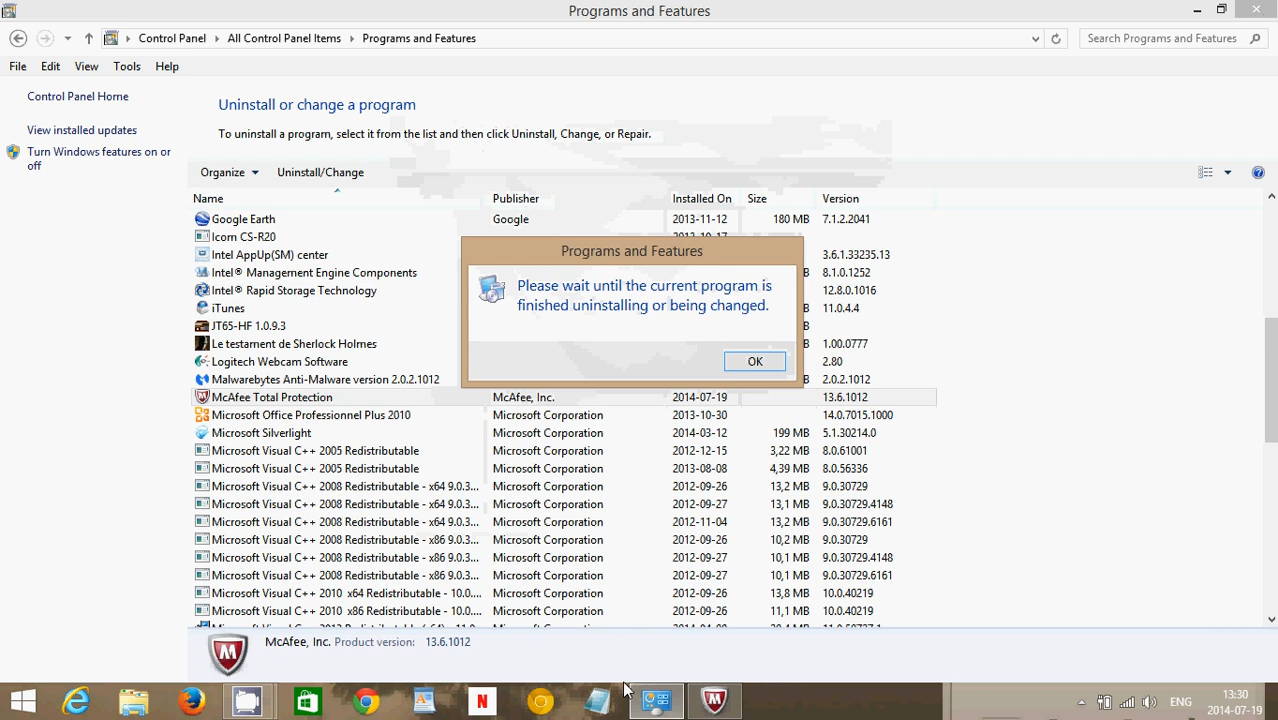 Programs and Features
Control Panel All Control Panel Items Programs and Features Search Programs and Features
File Edit View Tools Help
Control Panel Home
View installed updates
Turn Windows features on or
off
Uninstall or change a program
To uninstall a program, select it from the list and then click Uninstall, Change, or Repair.
Organize Uninstall/Change
Name Publisher Installed On Size Version
Google Earth Google 2013-11-12 180 MB 7.1.2.2041
Icom CS-R20
Intel AppUp(SM) center 3.6.1.33235.13
Intel® Management Engine Components 8.1.0.1252
Intel® Rapid Storage Technology 12.8.0.1016
iTunes 11.0.4.4
JT65-HF 1.0.9.3
Le testament de Sherlock Holmes 1.00.0777
Logitech Webcam Software 2.80
Malwarebytes Anti-Malware version 2.0.2.1012 2.0.2.1012
McAfee Total Protection McAfee, Inc. 2014-07-19 13.6.1012
Microsoft Office Professionnel Plus 2010 Microsoft Corporation 2013-10-30 14.0.7015.1000
Microsoft Silverlight Microsoft Corporation 2014-03-12 199 MB 5.1.30214.0
Microsoft Visual C++ 2005 Redistributable Microsoft Corporation 2012-12-15 3,22 MB 8.0.61001
Microsoft Visual C++ 2005 Redistributable Microsoft Corporation 2013-08-08 4,39 MB 8.0.56336
Microsoft Visual C++ 2008 Redistributable - x64 9.0.3... Microsoft Corporation 2012-09-26 13,2 MB 9.0.30729
Microsoft Visual C++ 2008 Redistributable - x64 9.0.3... Microsoft Corporation 2012-09-27 13,1 MB 9.0.30729.4148
Microsoft Visual C++ 2008 Redistributable - x64 9.0.3... Microsoft Corporation 2012-11-04 13,2 MB 9.0.30729.6161
Microsoft Visual C++ 2008 Redistributable - x86 9.0.3... Microsoft Corporation 2012-09-26 10,2 MB 9.0.30729
Microsoft Visual C++ 2008 Redistributable - x86 9.0.3... Microsoft Corporation 2012-09-27 10,1 MB 9.0.30729.4148
Microsoft Visual C++ 2008 Redistributable - x86 9.0.3... Microsoft Corporation 2012-09-27 10,1 MB 9.0.30729.6161
Microsoft Visual C++ 2010 x64 Redistributable - 10.0.... Microsoft Corporation 2012-09-26 13,8 MB 10.0.40219
Microsoft Visual C++ 2010 x86 Redistributable - 10.0.... Microsoft Corporation 2012-09-26 11,1 MB 10.0.40219
Programs and Features
Please wait until the current program is
finished uninstalling or being changed.
OK
McAfee, Inc. Product version: 13.6.1012
ENG
13:30
2014-07-19